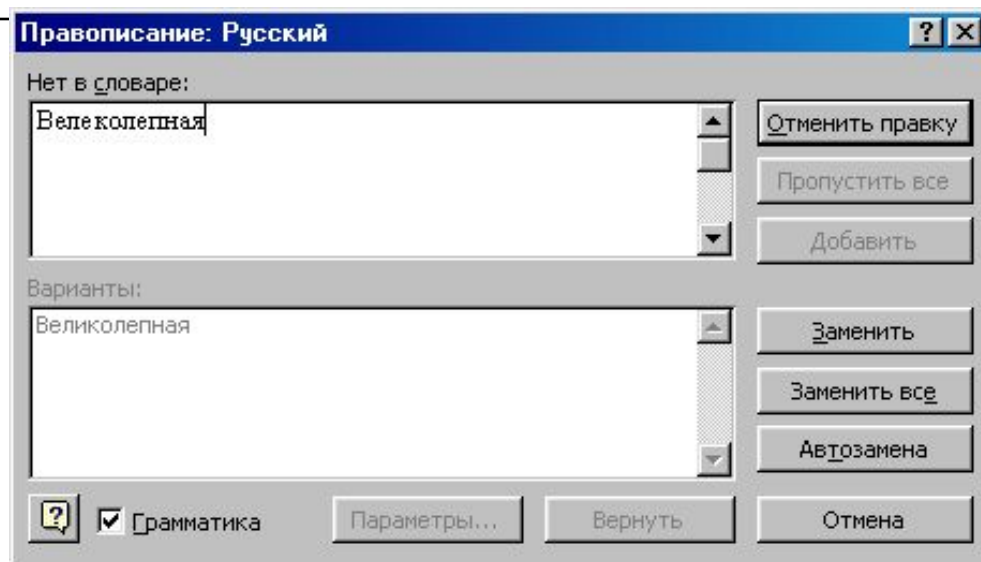 Правописание: Русский
Нет в словаре:
Велеколепная
Отменить правку
Пропустить все
Добавить
Варианты:
Великолепная
Заменить
Заменить все
Автозамена
Грамматика
Параметры...
Вернуть
Отмена